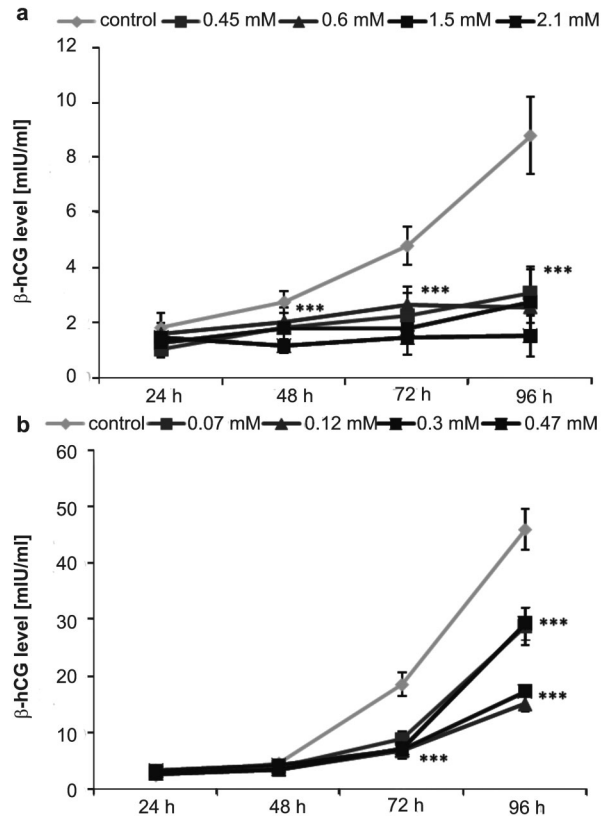 a
control 0.45 mM 0.6 mM 1.5 mM 2.1 mM
β-hCG level [mIU/ml]
12
10
8
6
4
2
0
***
***
***
24 h 48 h 72 h 96 h
b
control 0.07 mM 0.12 mM 0.3 mM 0.47 mM
β-hCG level [mIU/ml]
60
50
40
30
20
10
0
***
***
***
24 h 48 h 72 h 96 h